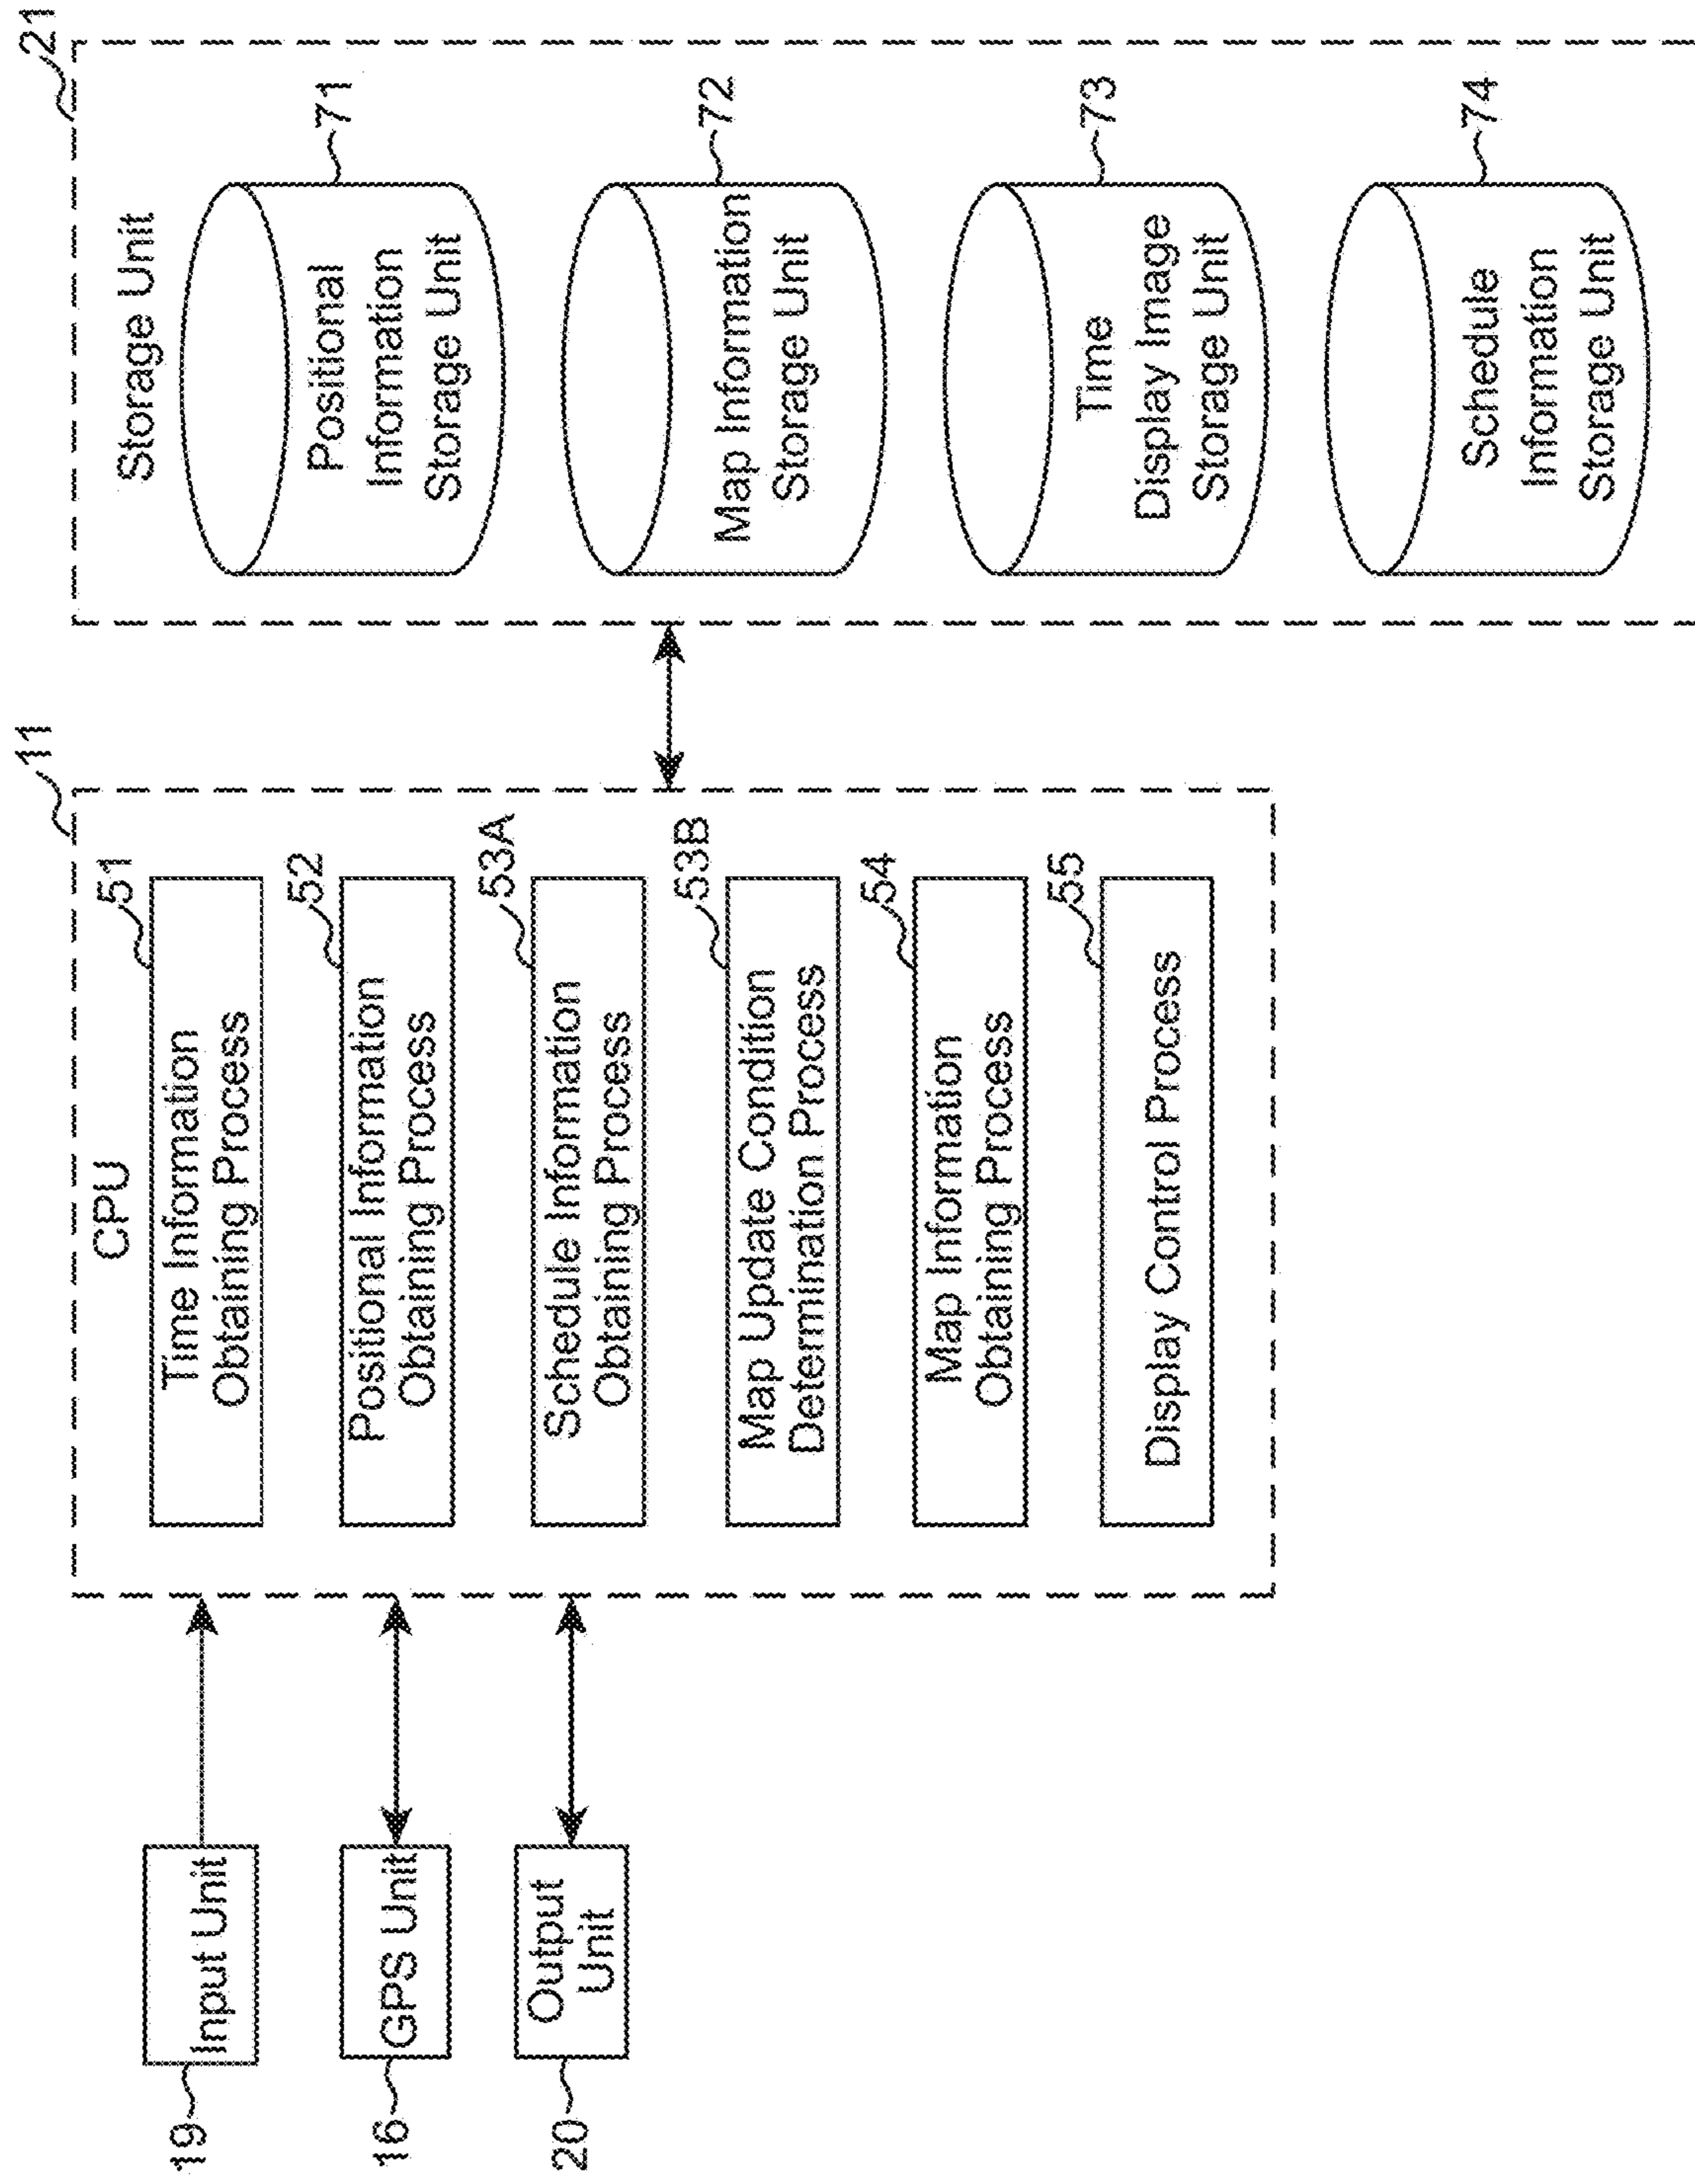 19
Input Unit
16
GPS Unit
20
Output
Unit
11
CPU
51
Time Information
Obtaining Process
52
Positional Information
Obtaining Process
53A
Schedule Information
Obtaining Process
53B
Map Update Condition
Determination Process
54
Map Information
Obtaining Process
55
Display Control Process
21
Storage Unit
71
Positional
Information
Storage Unit
72
Map Information
Storage Unit
73
Time
Display Image
Storage Unit
74
Schedule
Information
Storage Unit